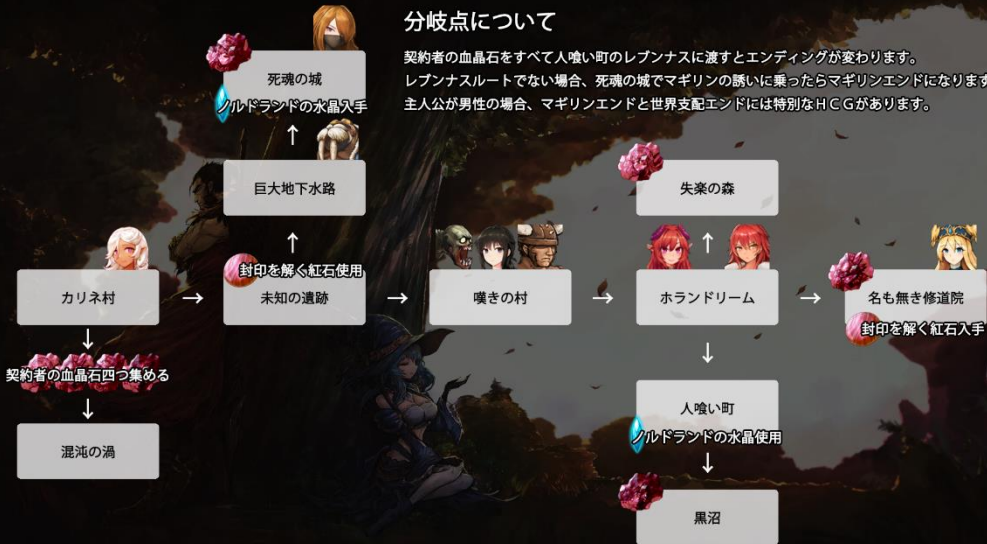 分岐点について
契約者の血晶石をすべて人喰い町のレブンナスに渡すとエンディングが変わります。
レブンナスルートでない場合、死魂の城でマギリンの誘いに乗ったらマギリンエンドになります
主人公が男性の場合、マギリンエンドと世界支配エンドには特別なＨＣＧがあります。
死魂の城
ノルドランドの水晶入手
↑
巨大地下水路
失楽の森
↑
↑
封印を解く紅石使用
カリネ村
→
未知の遺跡
→
嘆きの村
→
ホランドリーム
→
名も無き修道院
封印を解く紅石入手
↓
↓
契約者の血晶石四つ集める
↓
人喰い町
ノルドランドの水晶使用
混沌の渦
↓
黒沼